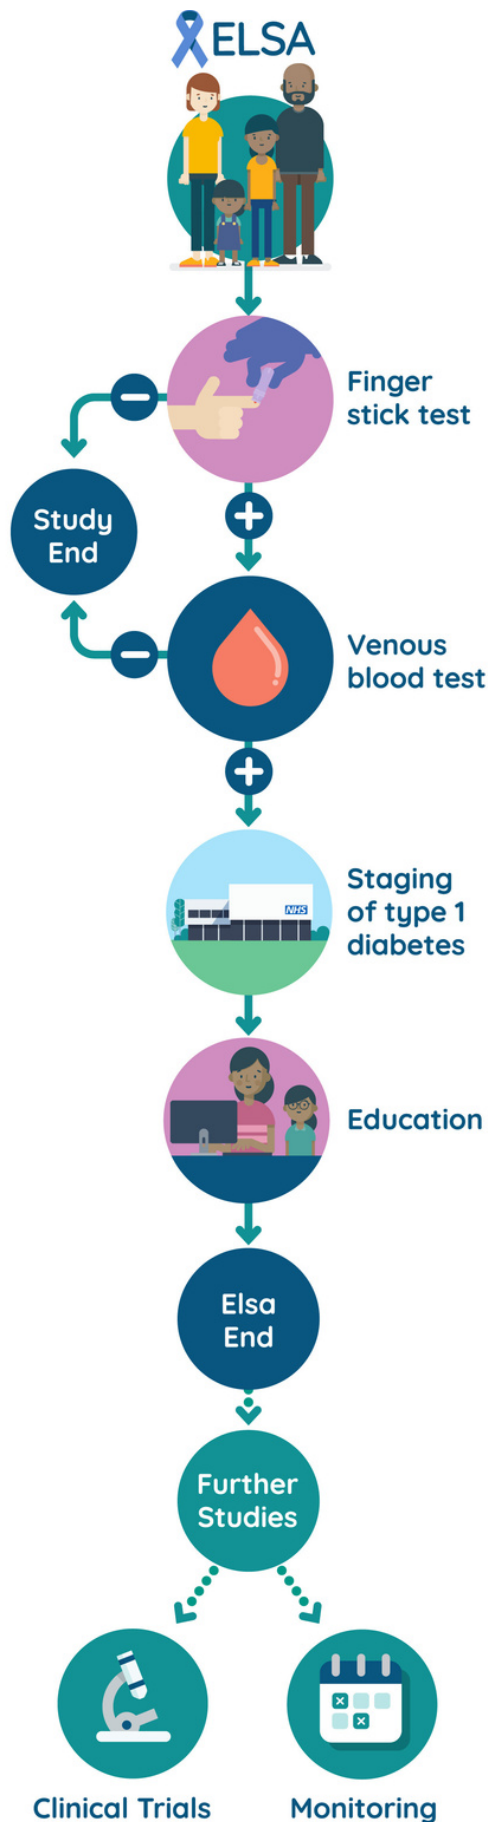 ELSA
Finger
stick test
Study
End
Venous
blood test
Staging
of type 1
diabetes
NHS
Education
Elsa
End
Further
Studies
Clinical Trials
Monitoring